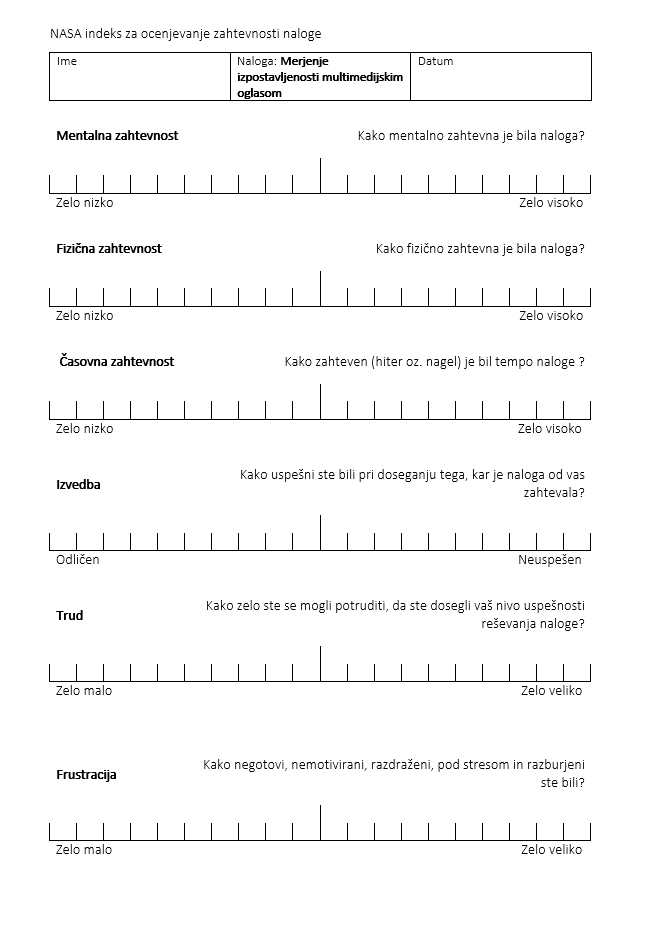 NASA indeks za ocenjevanje zahtevnosti naloge
Ime
Naloga: Merjenje
izpostavljenosti multimedijskim
oglasom
Datum
Mentalna zahtevnost
Kako mentalno zahtevna je bila naloga?
Zelo nizko
Zelo visoko
Fizična zahtevnost
Kako fizično zahtevna je bila naloga?
Zelo nizko
Zelo visoko
Časovna zahtevnost
Kako zahteven (hiter oz. nagel) je bil tempo naloge ?
Zelo nizko
Zelo visoko
Izvedba
Kako uspešni ste bili pri doseganju tega, kar je naloga od vas
zahtevala?
Odličen
Neuspešen
Trud
Kako zelo ste se mogli potruditi, da ste dosegli vaš nivo uspešnosti
reševanja naloge?
Zelo malo
Zelo veliko
Frustracija
Kako negotovi, nemotivirani, razdraženi, pod stresom in razburjeni
ste bili?
Zelo malo
Zelo veliko